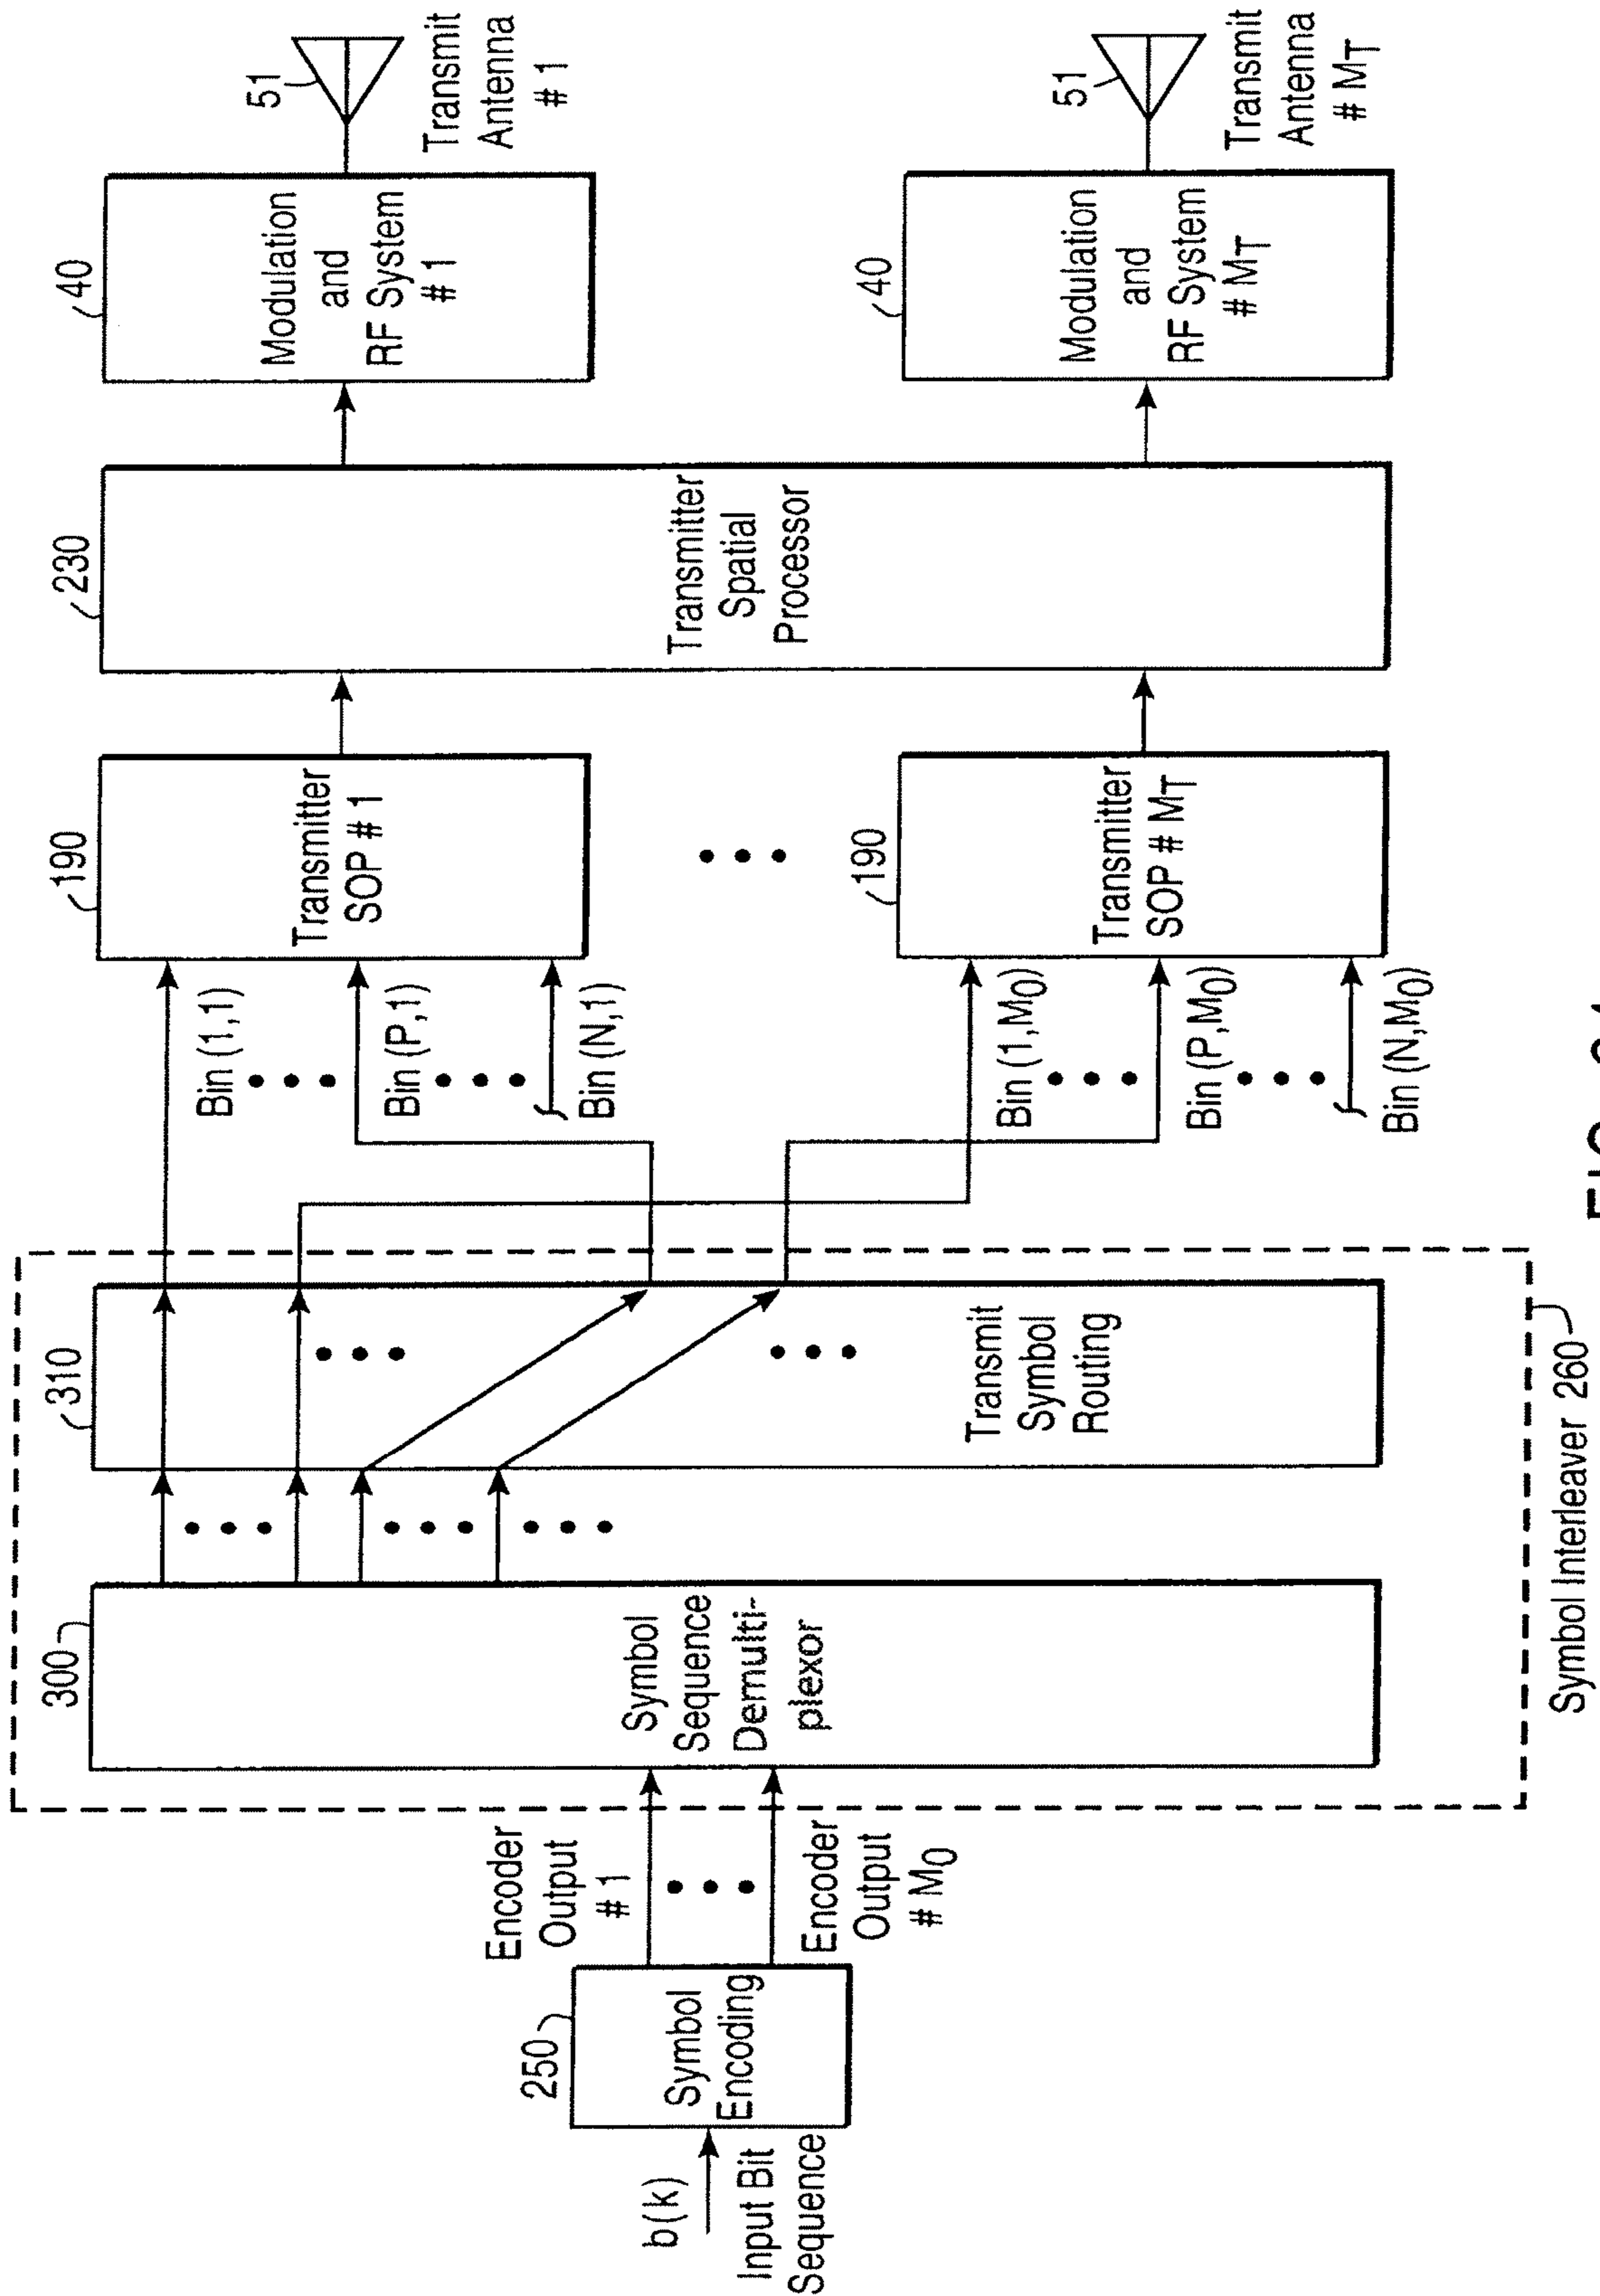 b(k)
Input Bit
Sequence
250
Symbol
Encoding
Encoder
Output
# 1
Encoder
Output
# M0
300
Symbol
Sequence
Demulti-
plexor
310
Transmit
Symbol
Routing
Symbol Interleaver 260
Bin (1,1)
Bin (P,1)
Bin (N,1)
Bin (1,M0)
Bin (P,M0)
Bin (N,M0)
190
Transmitter
SOP # 1
190
Transmitter
SOP # MT
230
Transmitter
Spatial
Processor
40
Modulation
and
RF System
# 1
40
Modulation
and
RF System
# MT
51
Transmit
Antenna
# 1
51
Transmit
Antenna
# MT